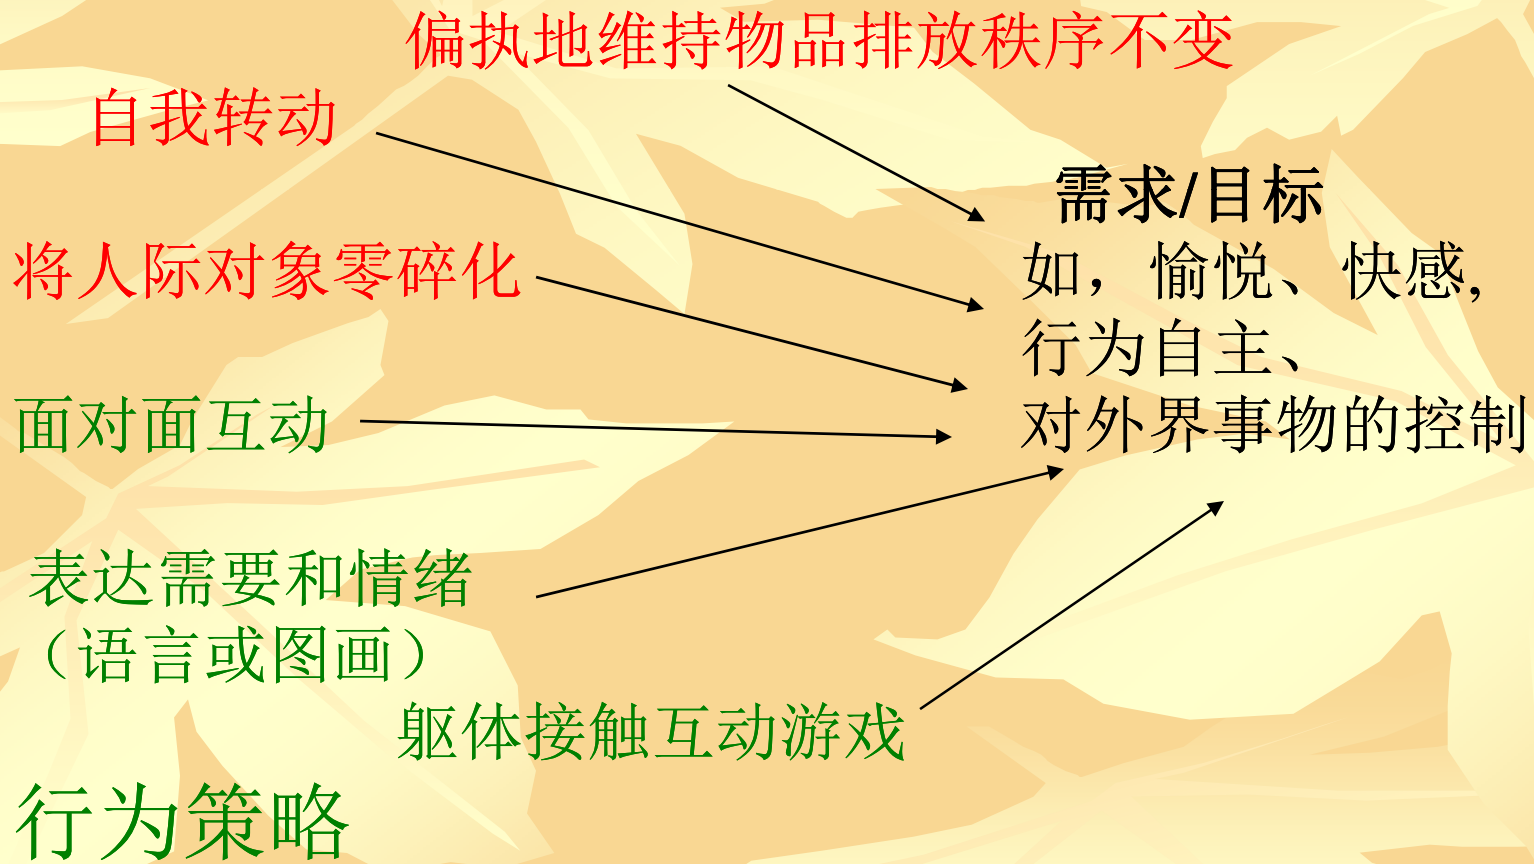 偏执地维持物品排放秩序不变
自我转动
需求/目标
将人际对象零碎化
如，愉悦、快感,
行为自主、
面对面互动
对外界事物的控制
表达需要和情绪
（语言或图画）
躯体接触互动游戏
行为策略